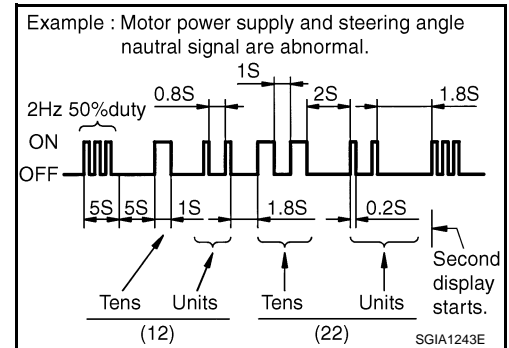 Example : Motor power supply and steering angle
nautral signal are abnormal.
1S
0.8S
2S
1.8S
2Hz 50%duty
ON
OFF
5S 5S 1S 1.8S 0.2S
Second
display
starts.
Tens Units Tens Units
(12) (22)
SGIA1243E